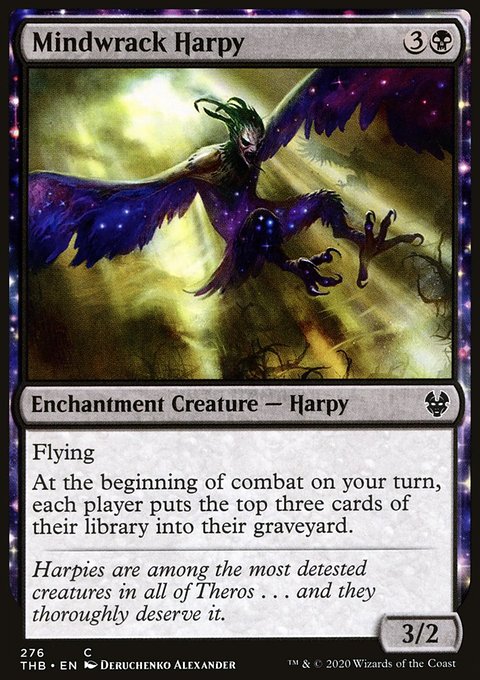 Mindwrack Harpy 3
Enchantment Creature — Harpy
Flying
At the beginning of combat on your turn,
each player puts the top three cards of
their library into their graveyard.
Harpies are among the most detested
creatures in all of Theros . . . and they
thoroughly deserve it.
3/2
276 C
THB • EN Deruchenko Alexander
™ & © 2020 Wizards of the Coast